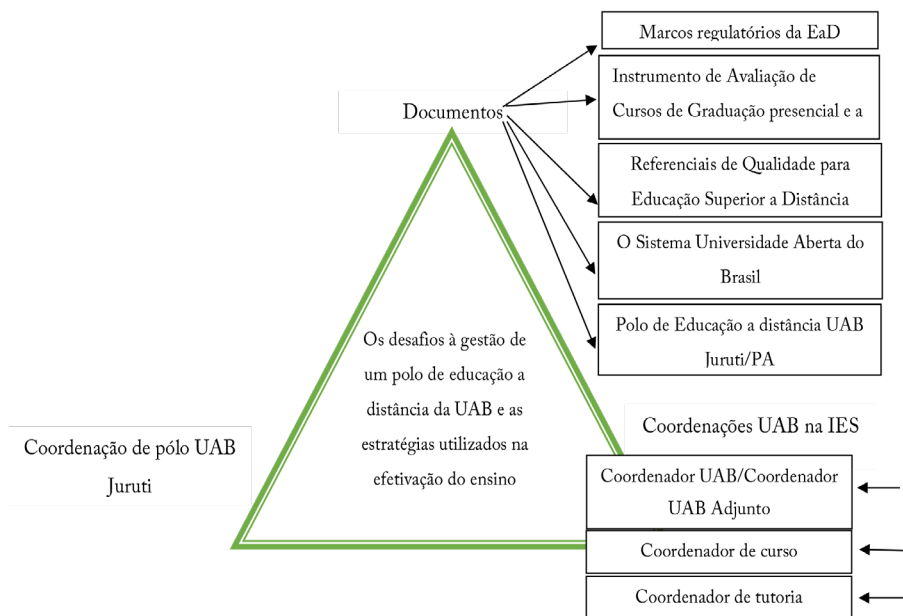 Documentos
Marcos regulatórios da EaD
Instrumento de Avaliação de
Cursos de Graduação presencial e a
Referenciais de Qualidade para
Educação Superior a Distância
O Sistema Universidade Aberta do
Brasil
Polo de Educação a distância UAB
Juruti/PA
Os desafios à gestão de
um polo de educação a
distância da UAB e as
estratégias utilizados na
efetivação do ensino
Coordenação de pólo UAB
Juruti
Coordenações UAB na IES
Coordenador UAB/Coordenador
UAB Adjunto
Coordenador de curso
Coordenador de tutoria